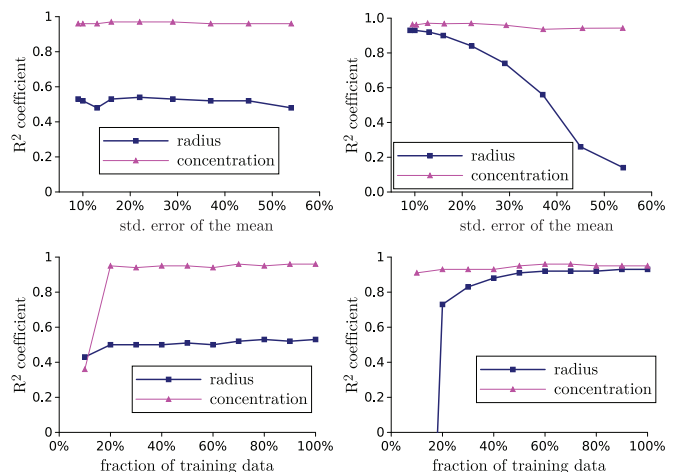 1
0.8
0.6
0.4
0.2
0
R² coefficient
radius
concentration
10% 20% 30% 40% 50% 60%
std. error of the mean
1.0
0.8
0.6
0.4
0.2
0.0
R² coefficient
radius
concentration
10% 20% 30% 40% 50% 60%
std. error of the mean
1
0.8
0.6
0.4
0.2
0
R² coefficient
radius
concentration
0% 20% 40% 60% 80% 100%
fraction of training data
1
0.8
0.6
0.4
0.2
0
R² coefficient
radius
concentration
0% 20% 40% 60% 80% 100%
fraction of training data